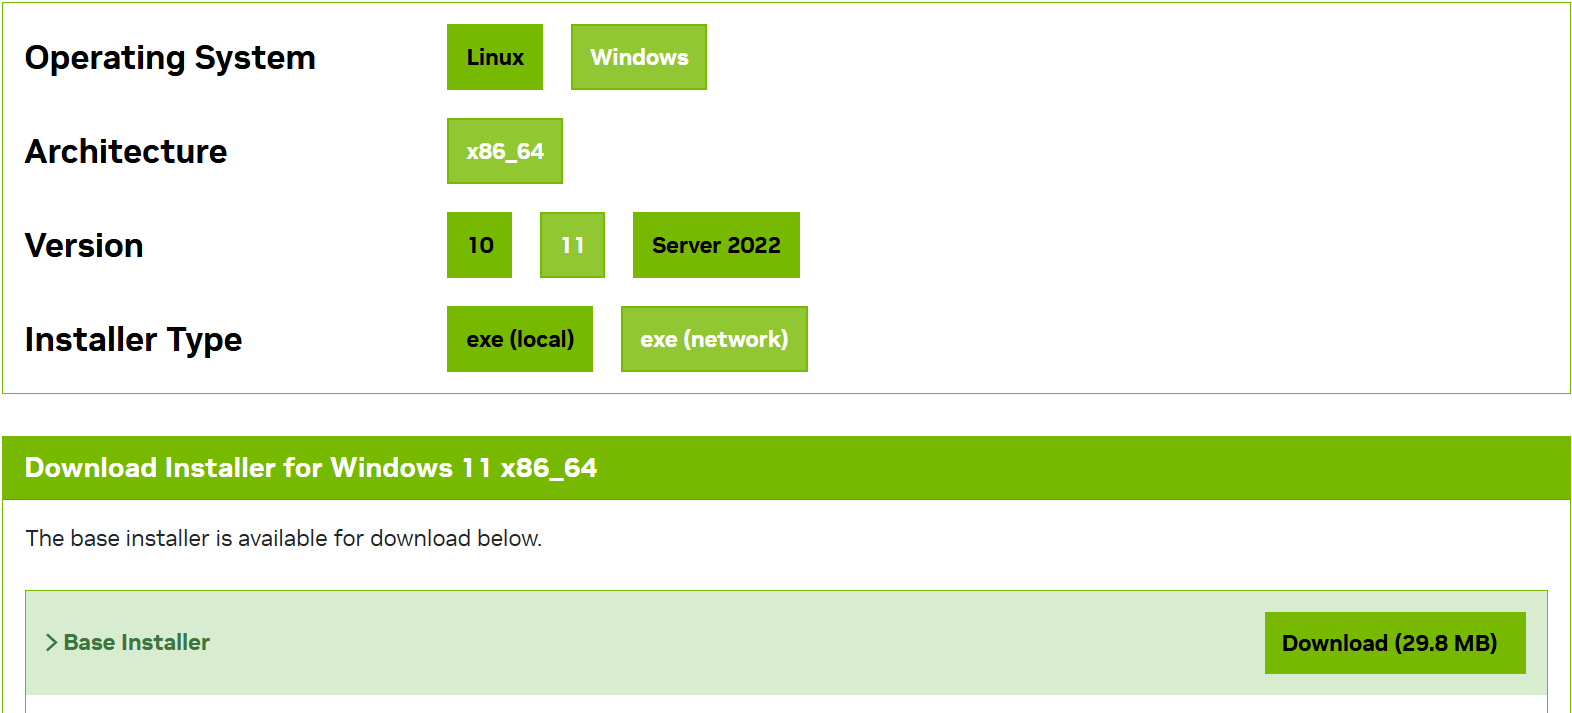 Operating System Linux Windows
Architecture x86_64
Version 10 11 Server 2022
Installer Type exe (local) exe (network)
Download Installer for Windows 11 x86_64
The base installer is available for download below.
> Base Installer Download (29.8 MB)